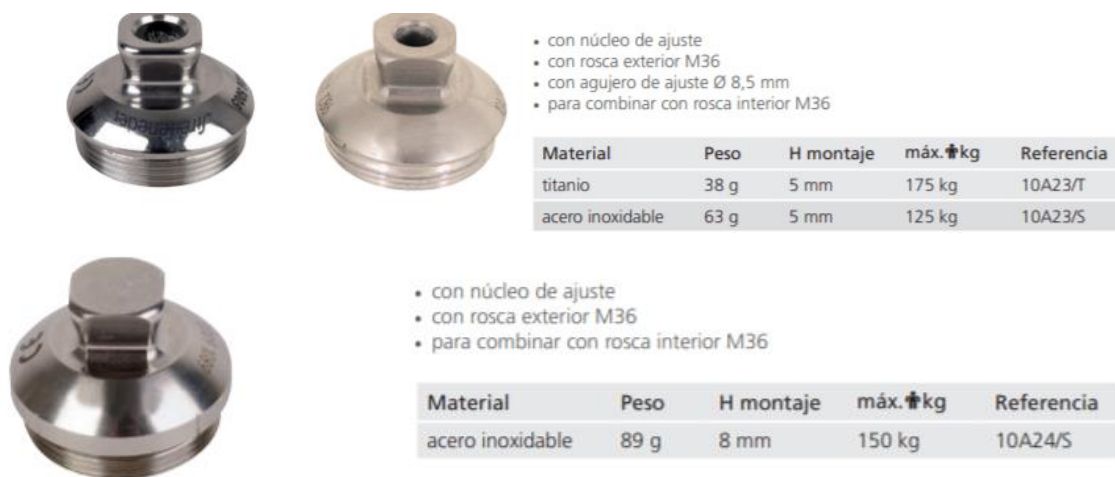 • con núcleo de ajuste
• con rosca exterior M36
• con agujero de ajuste Ø 8,5 mm
• para combinar con rosca interior M36
Material Peso H montaje máx. kg Referencia
titanio 38 g 5 mm 175 kg 10A23/T
acero inoxidable 63 g 5 mm 125 kg 10A23/S
• con núcleo de ajuste
• con rosca exterior M36
• para combinar con rosca interior M36
Material Peso H montaje máx. kg Referencia
acero inoxidable 89 g 8 mm 150 kg 10A24/S